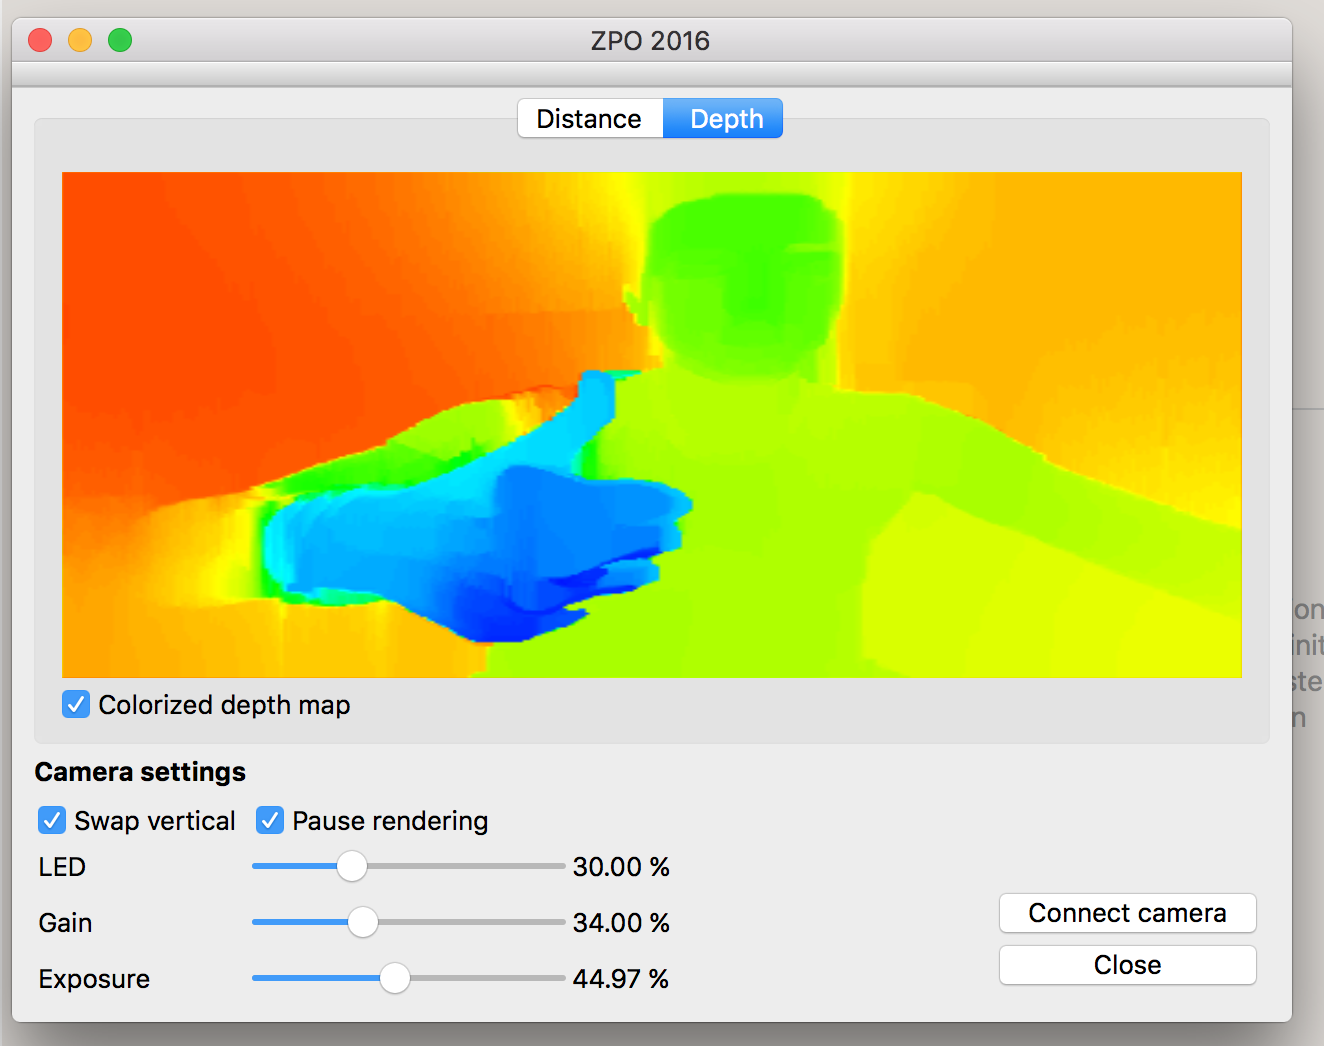 ZPO 2016
Distance Depth
Colorized depth map
Camera settings
Swap vertical Pause rendering
LED 30.00 %
Gain 34.00 %
Connect camera
Exposure 44.97 %
Close